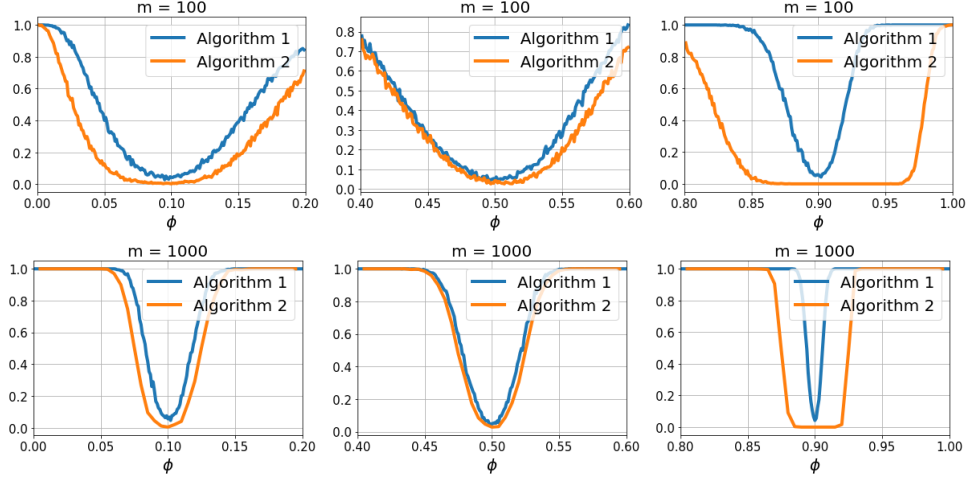 m = 100
1.0
0.8
0.6
0.4
0.2
0.0
0.00 0.05 0.10 0.15 0.20
ϕ
Algorithm 1
Algorithm 2
m = 100
0.8
0.7
0.6
0.5
0.4
0.3
0.2
0.1
0.0
0.40 0.45 0.50 0.55 0.60
ϕ
Algorithm 1
Algorithm 2
m = 100
1.0
0.8
0.6
0.4
0.2
0.0
0.80 0.85 0.90 0.95 1.00
ϕ
Algorithm 1
Algorithm 2
m = 1000
1.0
0.8
0.6
0.4
0.2
0.0
0.00 0.05 0.10 0.15 0.20
ϕ
Algorithm 1
Algorithm 2
m = 1000
1.0
0.8
0.6
0.4
0.2
0.0
0.40 0.45 0.50 0.55 0.60
ϕ
Algorithm 1
Algorithm 2
m = 1000
1.0
0.8
0.6
0.4
0.2
0.0
0.80 0.85 0.90 0.95 1.00
ϕ
Algorithm 1
Algorithm 2